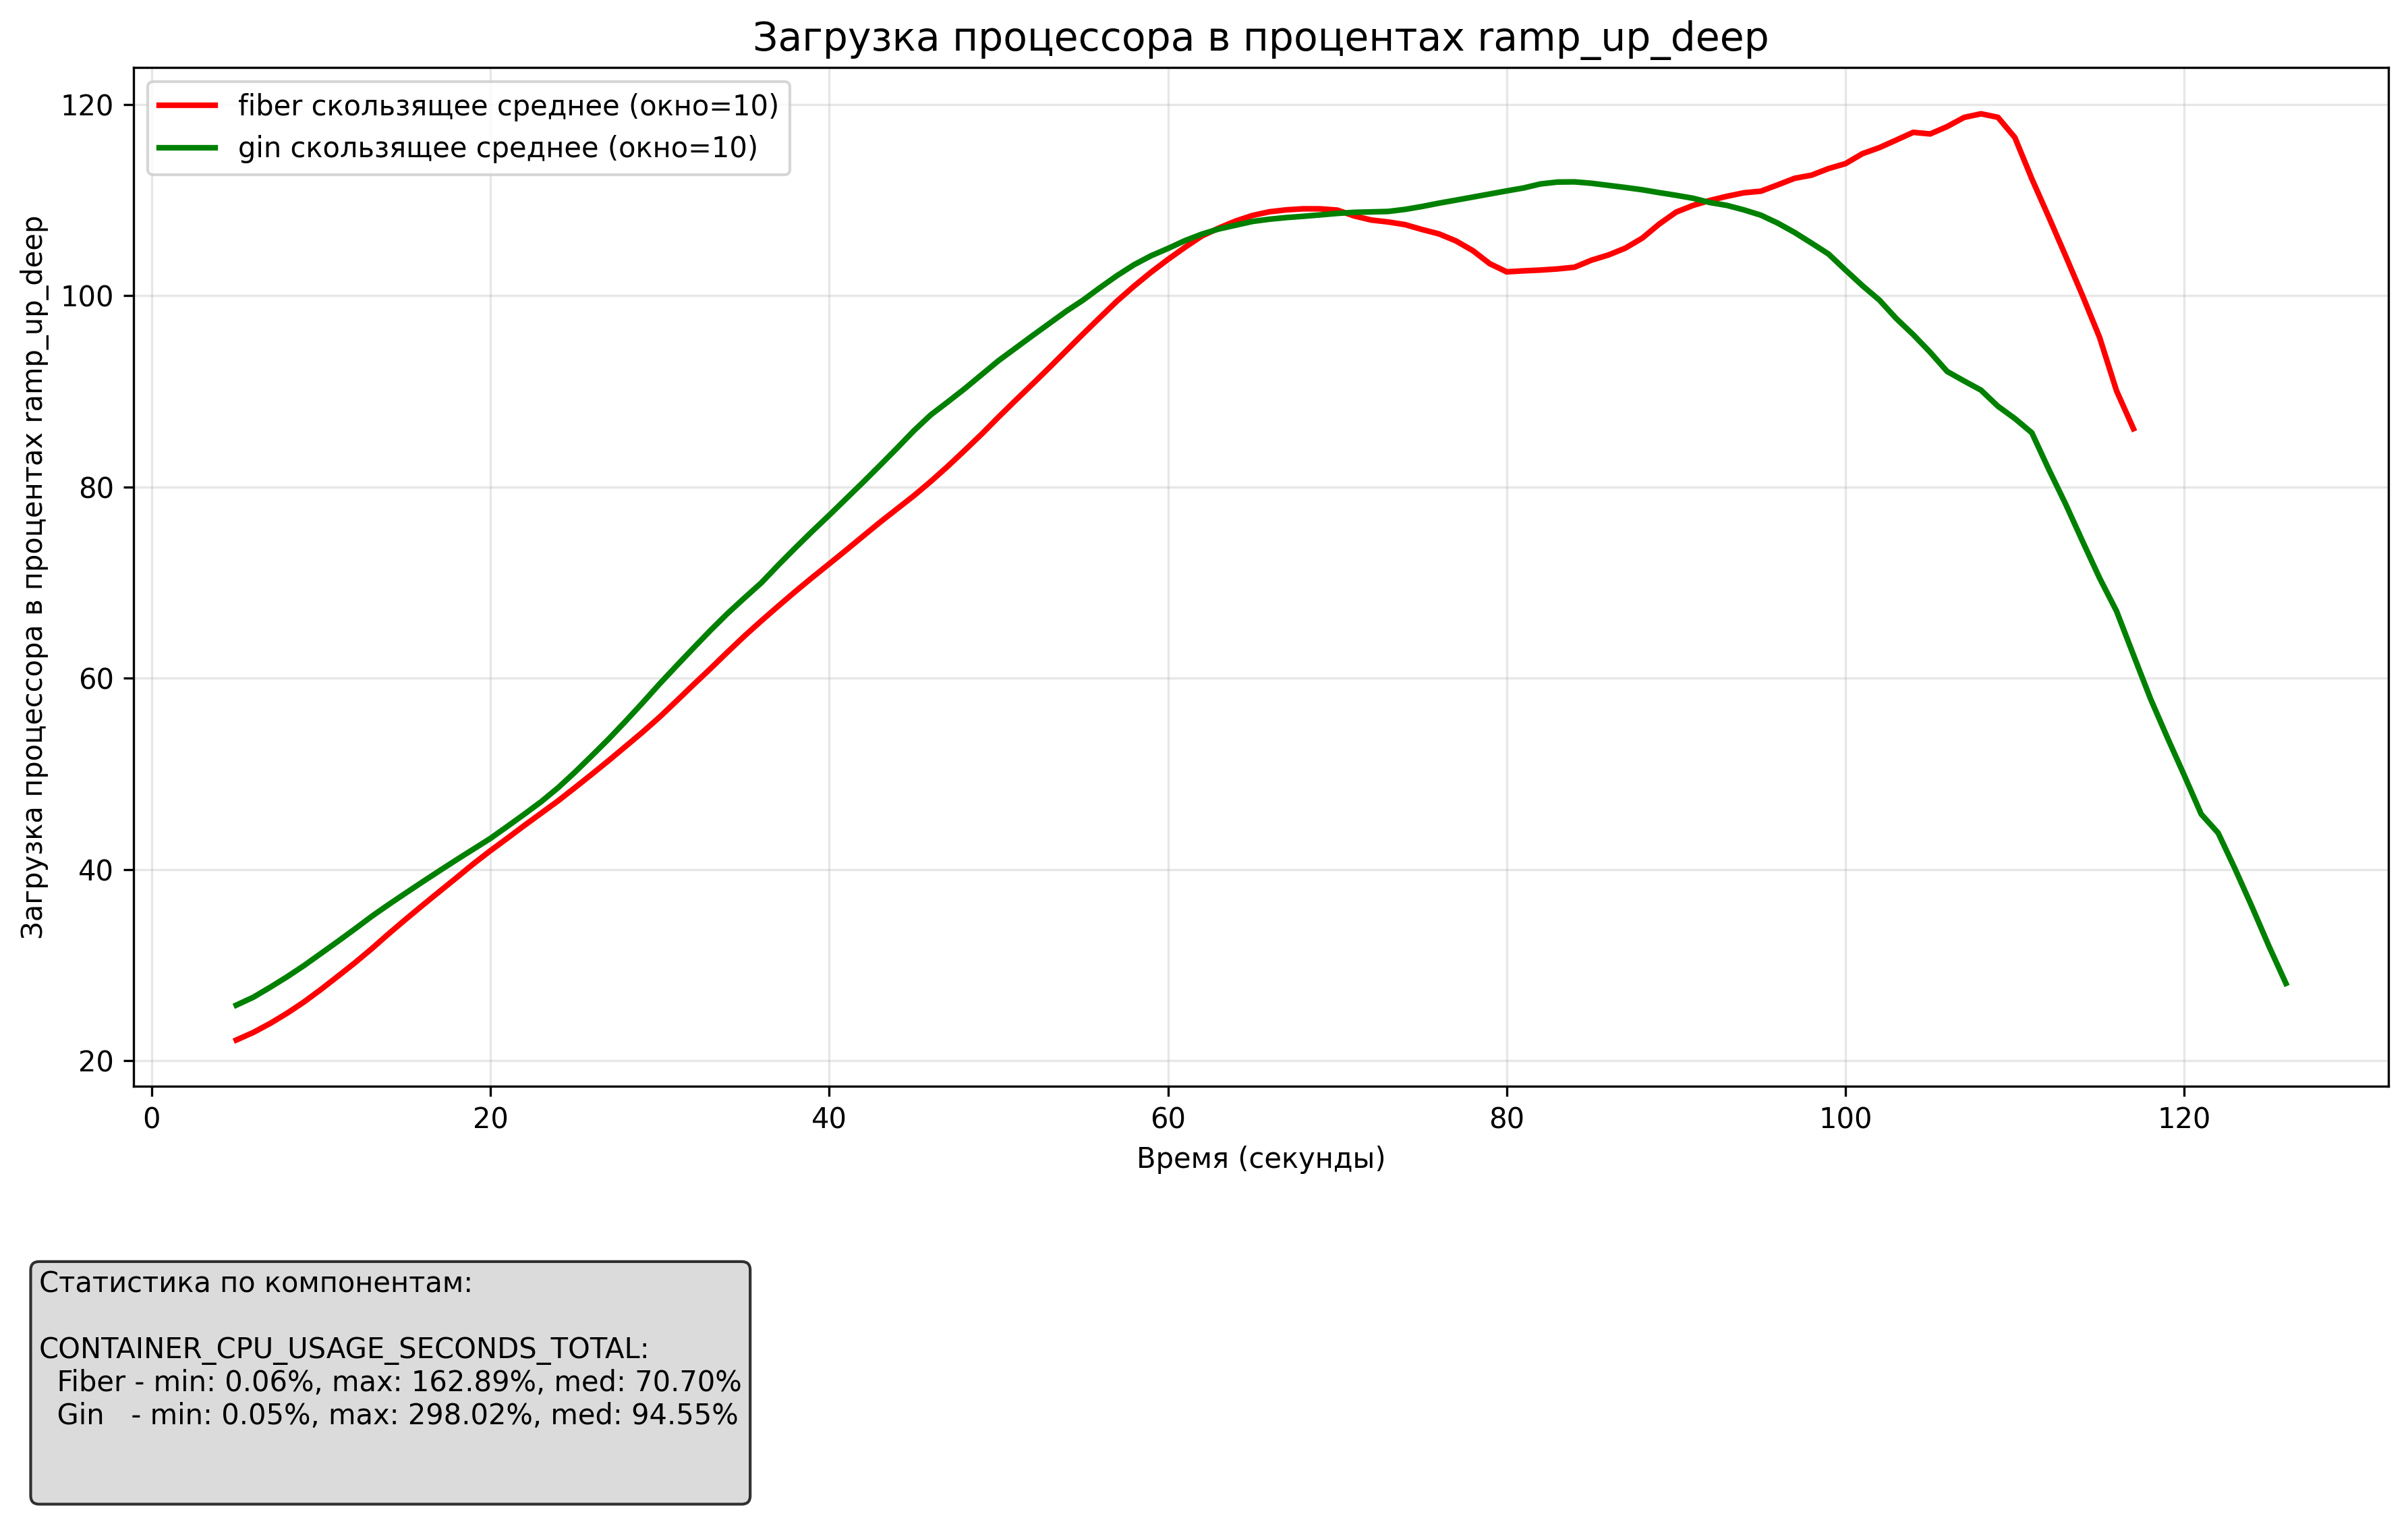 Загрузка процессора в процентах ramp_up_deep
fiber скользящее среднее (окно=10)
gin скользящее среднее (окно=10)
Загрузка процессора в процентах ramp_up_deep
120
100
80
60
40
20
0
20
40
60
80
100
120
Время (секунды)
Статистика по компонентам:
CONTAINER_CPU_USAGE_SECONDS_TOTAL:
Fiber - min: 0.06%, max: 162.89%, med: 70.70%
Gin - min: 0.05%, max: 298.02%, med: 94.55%